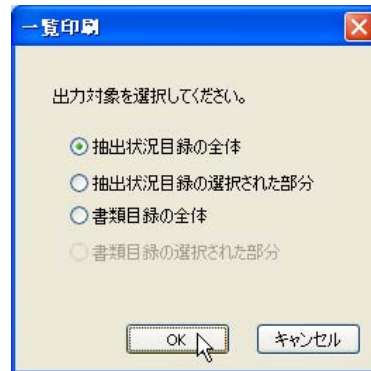 一覧印刷
出力対象を選択してください。
抽出状況目録の全体
抽出状況目録の選択された部分
書類目録の全体
書類目録の選択された部分
OK
キャンセル